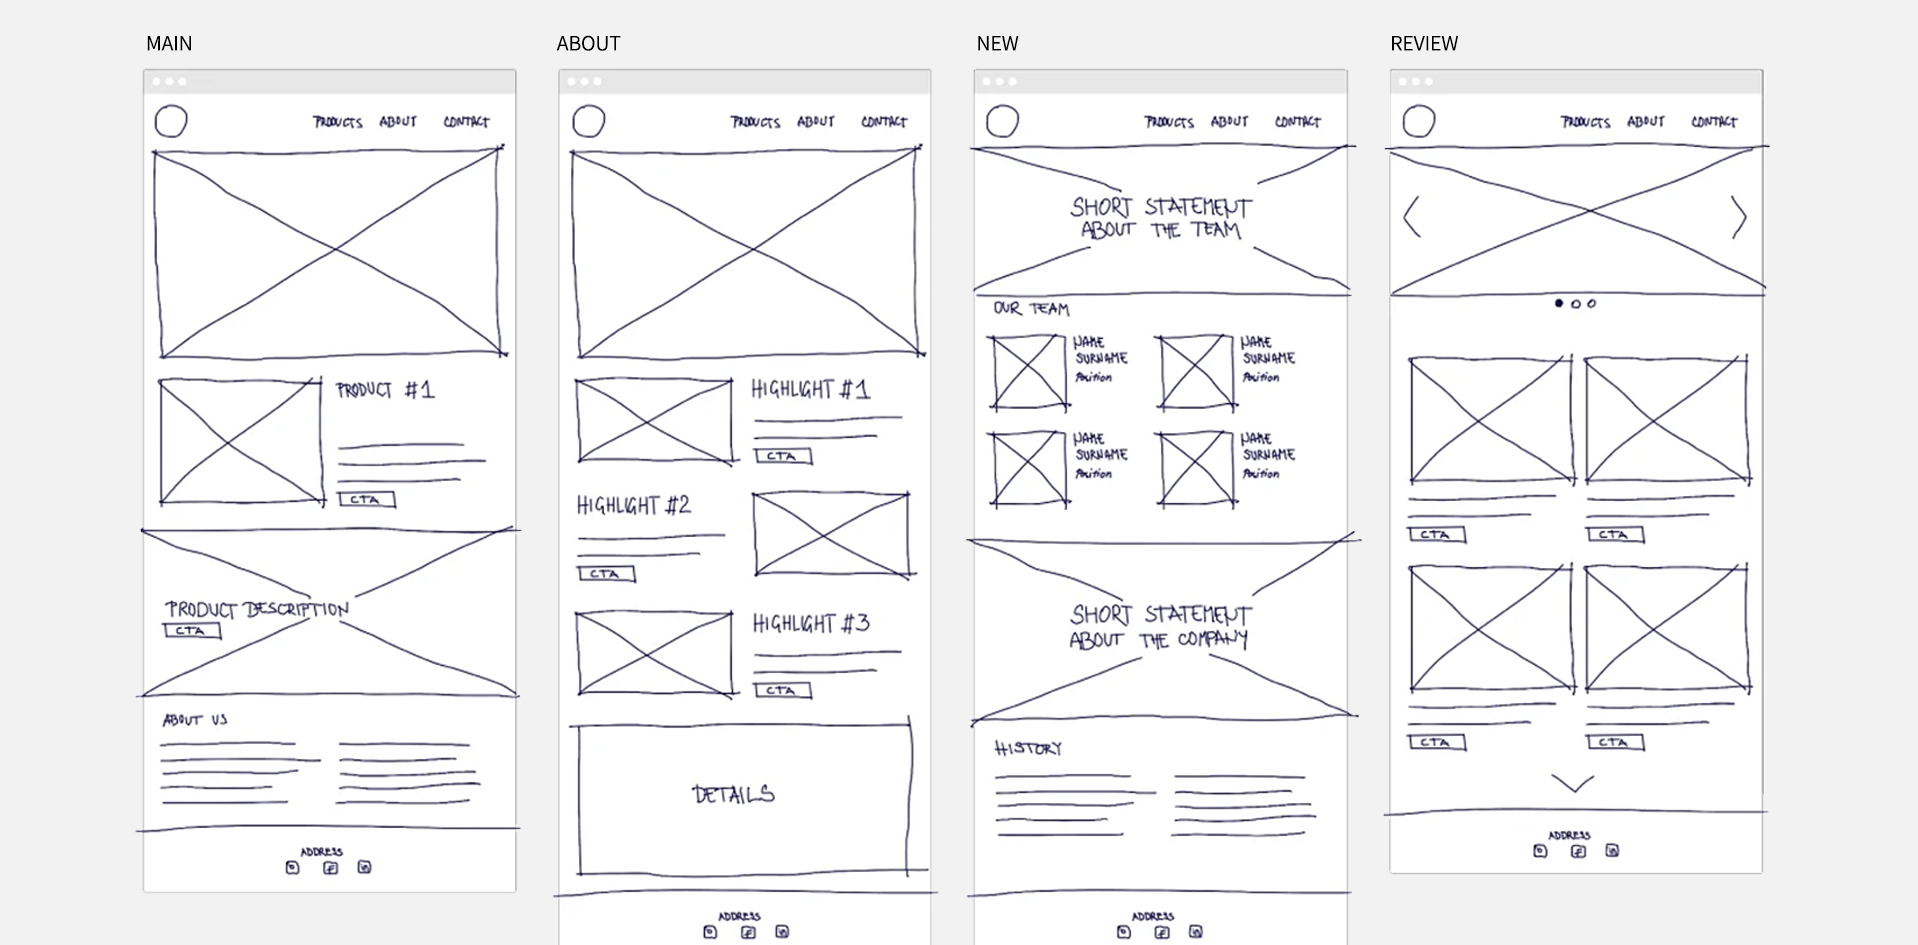 MAIN
PRODUCTS ABOUT CONTACT
PRODUCT #1
CTA
PRODUCT DESCRIPTION
CTA
ABOUT US
ADDRESS
ABOUT
PRODUCTS ABOUT CONTACT
HIGHLIGHT #1
CTA
HIGHLIGHT #2
CTA
HIGHLIGHT #3
CTA
DETAILS
ADDRESS
NEW
PRODUCTS ABOUT CONTACT
SHORT STATEMENT
ABOUT THE TEAM
OUR TEAM
NAME
SURNAME
Position
NAME
SURNAME
Position
NAME
SURNAME
Position
NAME
SURNAME
Position
SHORT STATEMENT
ABOUT THE COMPANY
HISTORY
ADDRESS
REVIEW
PRODUCTS ABOUT CONTACT
CTA
CTA
CTA
CTA
ADDRESS